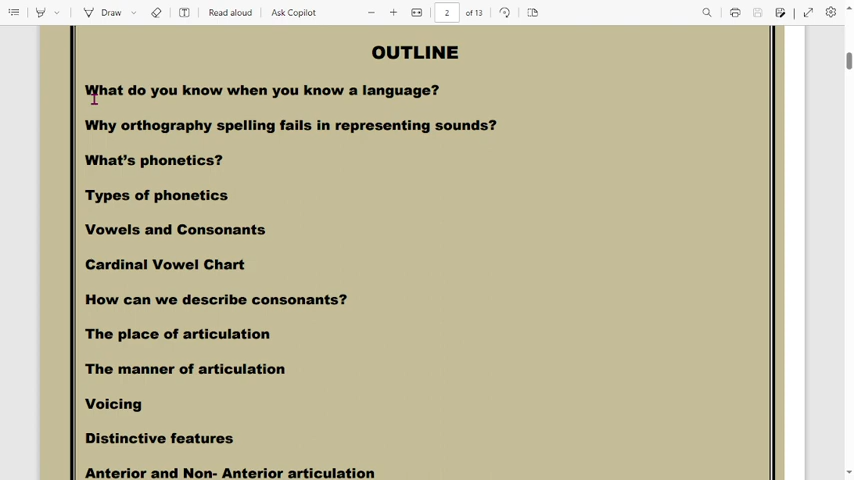 Draw
Read aloud
Ask Copilot
2 of 13
OUTLINE
What do you know when you know a language?
Why orthography spelling fails in representing sounds?
What's phonetics?
Types of phonetics
Vowels and Consonants
Cardinal Vowel Chart
How can we describe consonants?
The place of articulation
The manner of articulation
Voicing
Distinctive features
Anterior and Non- Anterior articulation